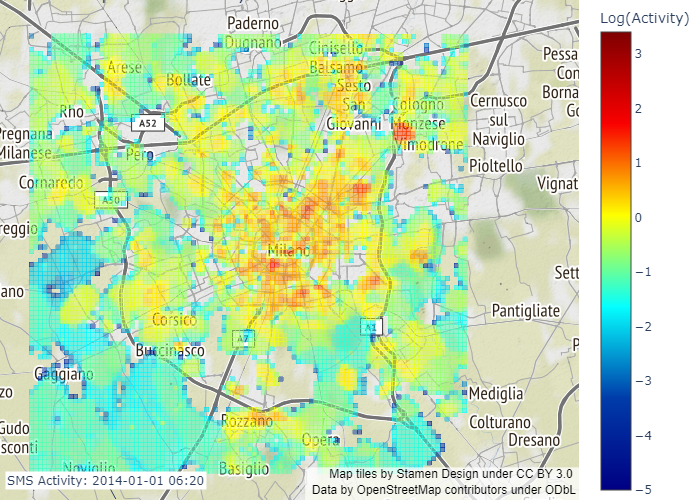 Log(Activity)
3
2
1
0
−1
−2
−3
−4
−5
Paderno
Dugnano
Cinisello
Balsamo
Arese
Bollate
Sesto
San
Giovanni
Cologno
Monzese
Vimodrone
Cernusco
sul
Naviglio
Pessa
Con
Borna
Go
Rho
A52
Pregnana
Milanese
Pero
Pioltello
Cornaredo
A50
Vignat
reggio
Milano
Sett
ano
Pantigliate
Corsico
A7
A1
Buccinasco
P
Gaggiano
zo
Mediglia
Gudo
sconti
Rozzano
Colturano
Dresano
Opera
Noviglio
Basiglio
SMS Activity: 2014-01-01 06:20
Map tiles by Stamen Design under CC BY 3.0
Data by OpenStreetMap contributors under ODbL